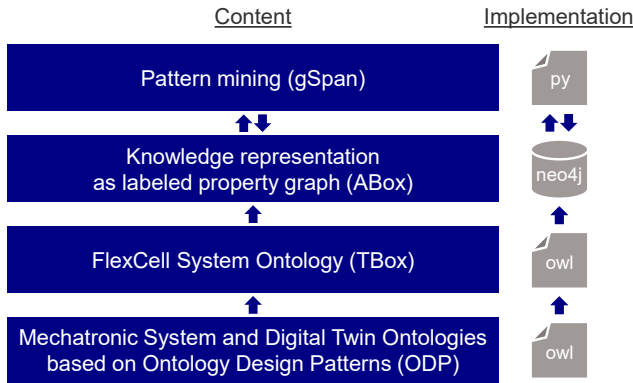 Content
Implementation
Pattern mining (gSpan)
py
Knowledge representation
as labeled property graph (ABox)
neo4j
FlexCell System Ontology (TBox)
owl
Mechatronic System and Digital Twin Ontologies
based on Ontology Design Patterns (ODP)
owl